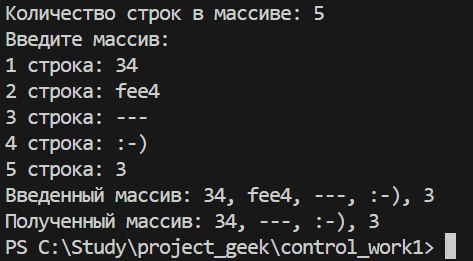 Количество строк в массиве: 5
Введите массив:
1 строка: 34
2 строка: fee4
3 строка: ---
4 строка: :-)
5 строка: 3
Введенный массив: 34, fee4, ---, :-), 3
Полученный массив: 34, ---, :-), 3
PS C:\Study\project_geek\control_work1>